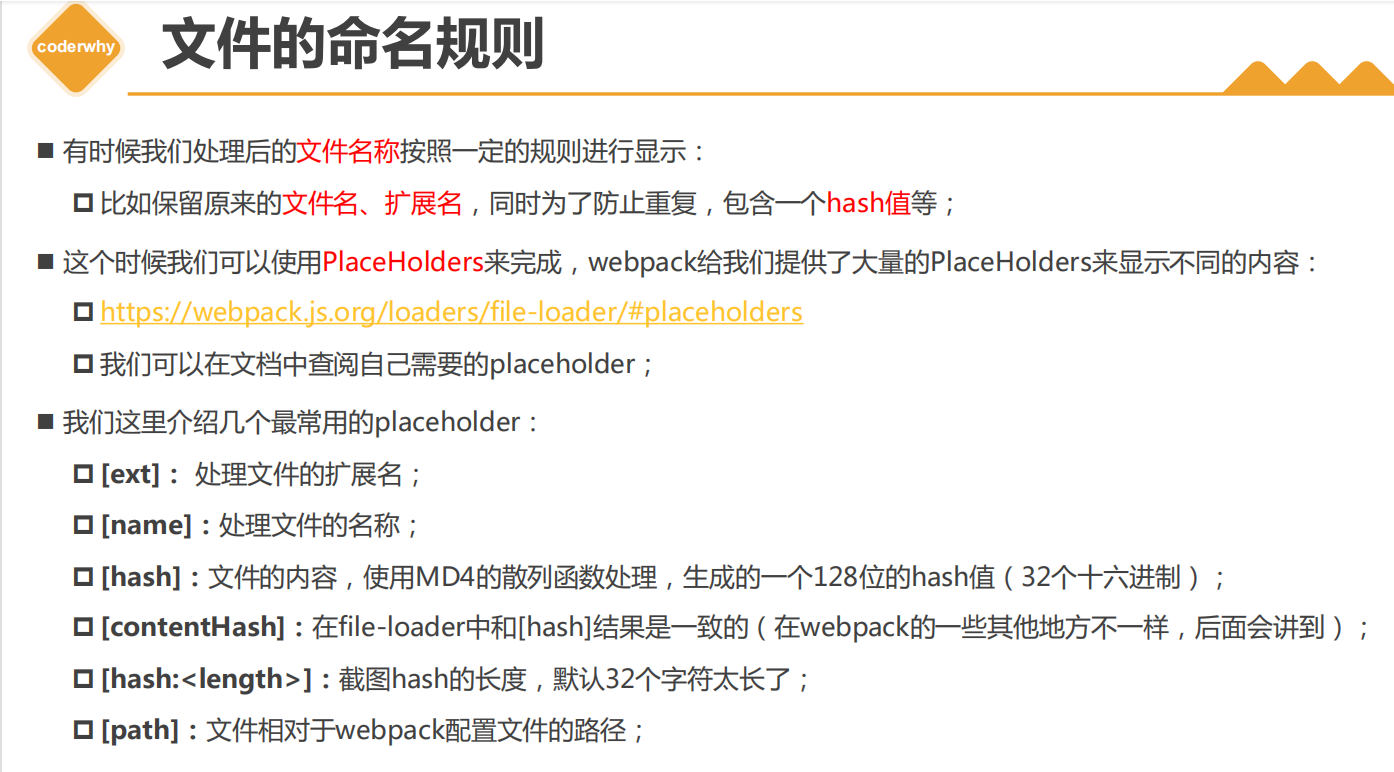 coderwhy
文件的命名规则
有时候我们处理后的文件名称按照一定的规则进行显示：
比如保留原来的文件名、扩展名，同时为了防止重复，包含一个hash值等；
这个时候我们可以使用PlaceHolders来完成，webpack给我们提供了大量的PlaceHolders来显示不同的内容：
https://webpack.js.org/loaders/file-loader/#placeholders
我们可以在文档中查阅自己需要的placeholder；
我们这里介绍几个最常用的placeholder：
[ext]： 处理文件的扩展名；
[name]：处理文件的名称；
[hash]：文件的内容，使用MD4的散列函数处理，生成的一个128位的hash值（32个十六进制）；
[contentHash]：在file-loader中和[hash]结果是一致的（在webpack的一些其他地方不一样，后面会讲到）；
[hash:<length>]：截图hash的长度，默认32个字符太长了；
[path]：文件相对于webpack配置文件的路径；